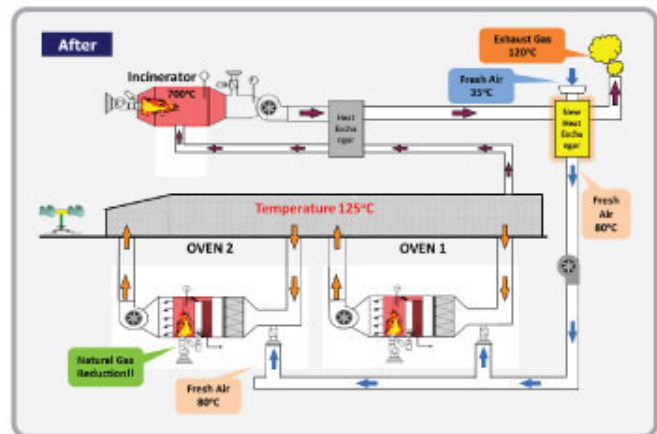 After
Exhaust Gas
120°C
Incinerator
700°C
Fresh Air
35°C
Heat
Excha
nger
New
Heat
Excha
nger
Fresh
Air
80°C
Temperature 125°C
OVEN 2
OVEN 1
Natural Gas
Reduction!!
Fresh Air
80°C